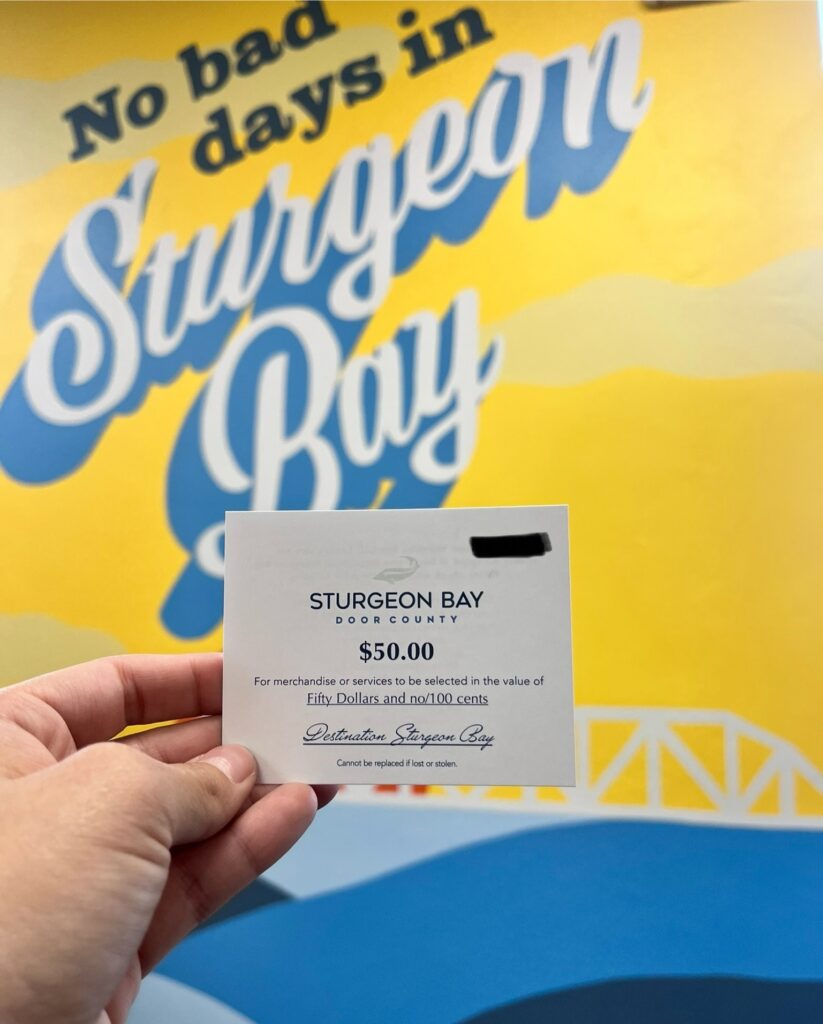 No bad
days in
Sturgeon
Bay
STURGEON BAY
DOOR COUNTY
$50.00
For merchandise or services to be selected in the value of
Fifty Dollars and no/100 cents
Destination Sturgeon Bay
Cannot be replaced if lost or stolen.